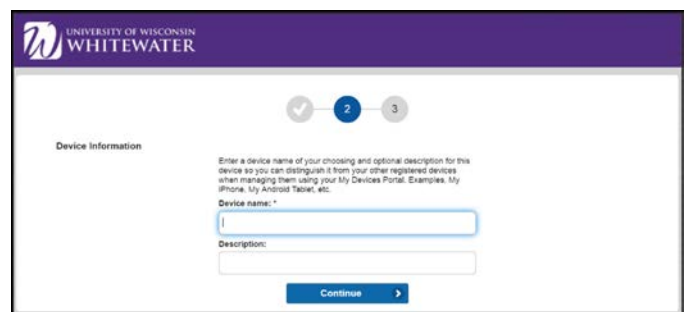 UNIVERSITY OF WISCONSIN
WHITEWATER
2
3
Device Information
Enter a device name of your choosing and optional description for this
device so you can distinguish it from your other registered devices
when managing them using your My Devices Portal. Examples, My
iPhone, My Android Tablet, etc.
Device name: *
Description:
Continue